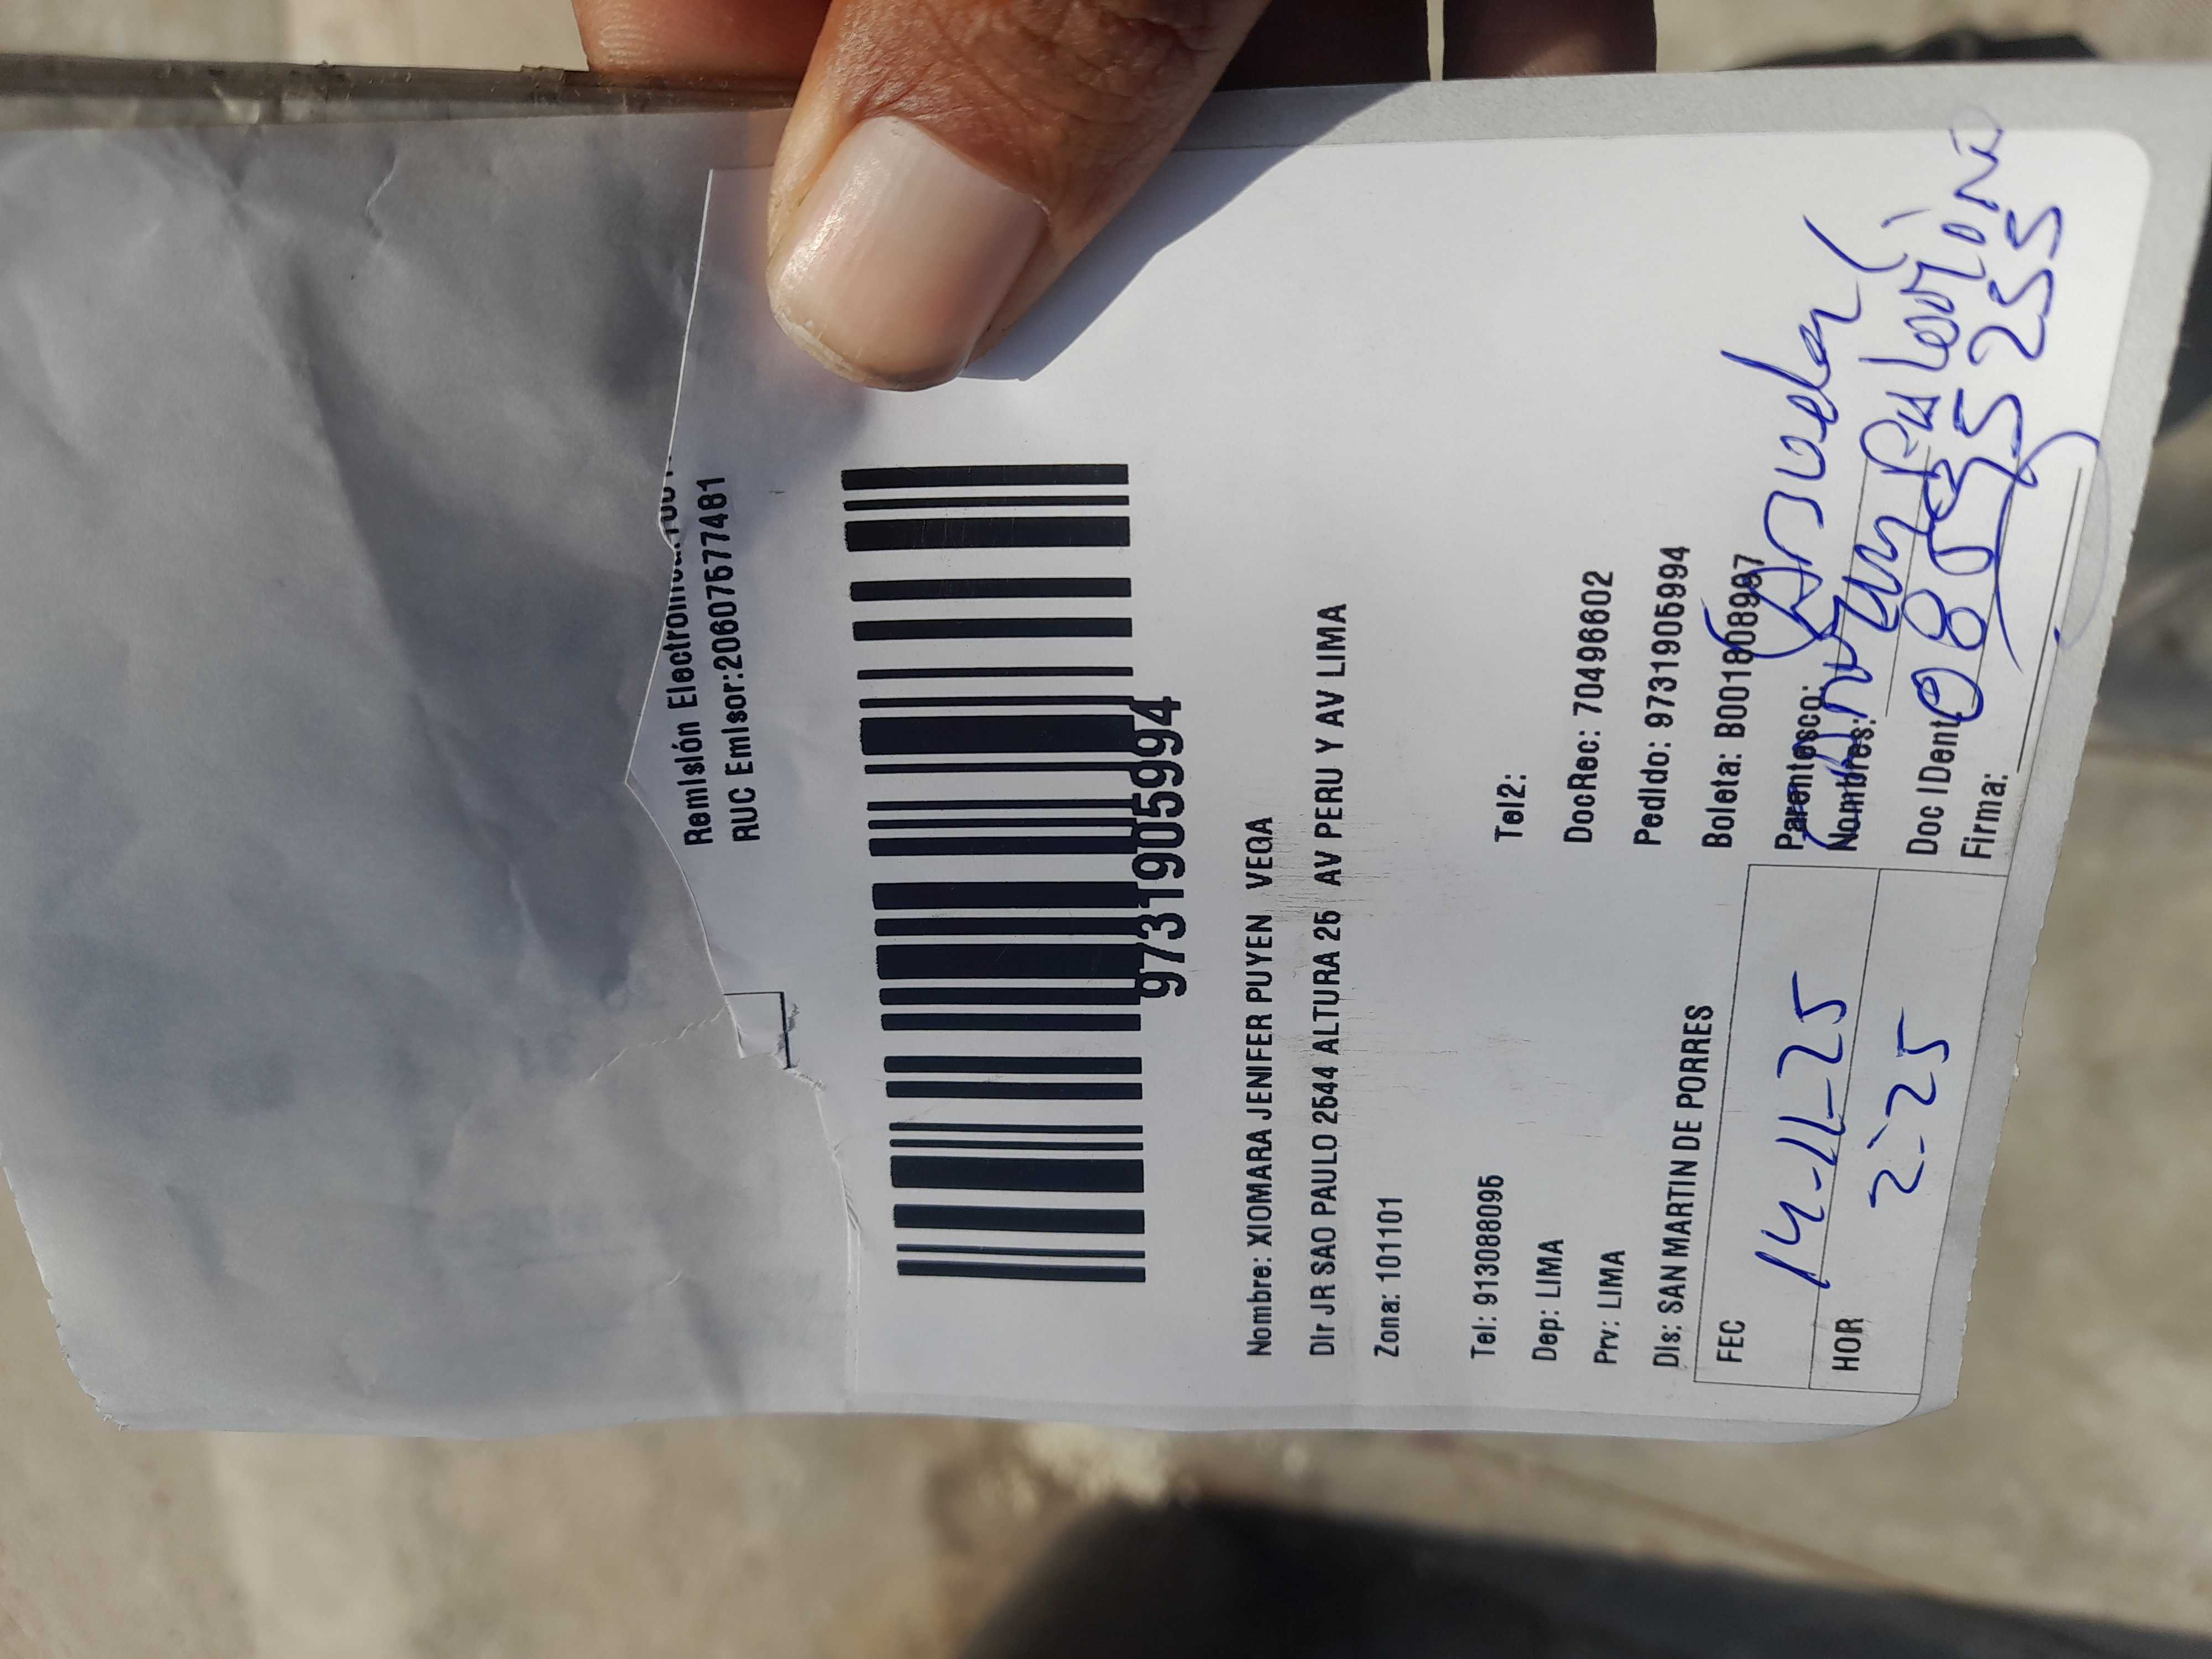 Remisión Electrónica
RUC Emisor:20607577481
9731905994
Nombre: XIOMARA JENIFER PUYEN VEGA
Dir JR SAO PAULO 2544 ALTURA 25 AV PERU Y AV LIMA
Zona: 101101
Tel: 913088095 Tel2:
Dep: LIMA DocRec: 70496602
Prv: LIMA Pedido: 9731905994
Dis: SAN MARTIN DE PORRES Boleta: B001808997
FEC 14-11-25 Parentesco: (Abuela)
HOR 2:25 Nombres:
Doc IDent
Firma: